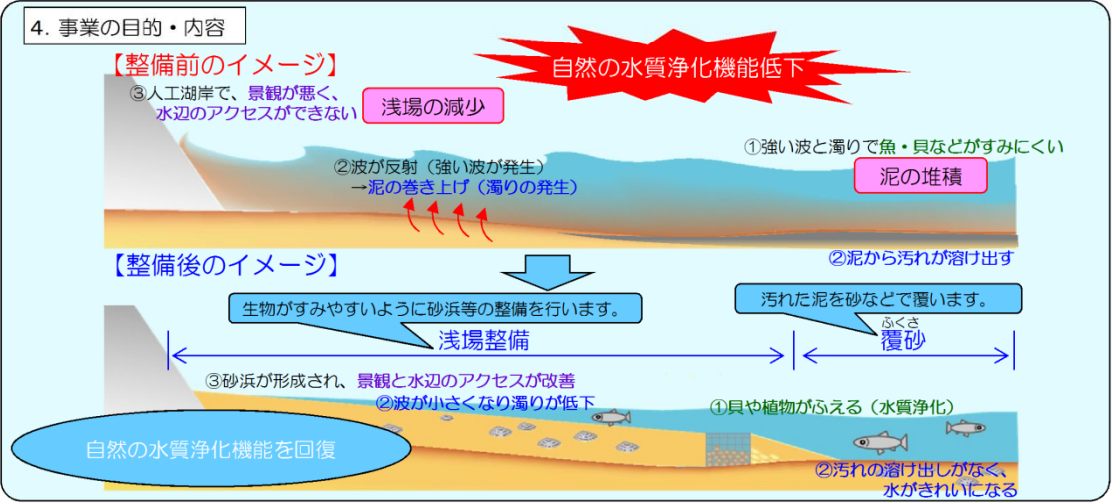 4. 事業の目的・内容
【整備前のイメージ】
自然の水質浄化機能低下
③人工湖岸で、景観が悪く、
水辺のアクセスができない
浅場の減少
①強い波と濁りで魚・貝などがすみにくい
②波が反射（強い波が発生）
→泥の巻き上げ（濁りの発生）
泥の堆積
②泥から汚れが溶け出す
【整備後のイメージ】
生物がすみやすいように砂浜等の整備を行います。
汚れた泥を砂などで覆います。
浅場整備
ふくさ
覆砂
③砂浜が形成され、景観と水辺のアクセスが改善
②波が小さくなり濁りが低下
①貝や植物がふえる（水質浄化）
自然の水質浄化機能を回復
②汚れの溶け出しがなく、
水がきれいになる